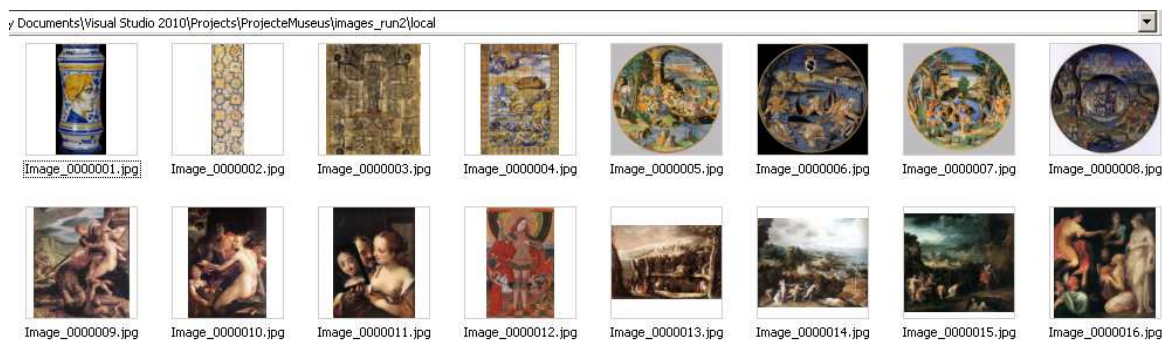 y Documents\Visual Studio 2010\Projects\ProjecteMuseus\images_run2\local
Image_0000001.jpg Image_0000002.jpg Image_0000003.jpg Image_0000004.jpg Image_0000005.jpg Image_0000006.jpg Image_0000007.jpg Image_0000008.jpg
Image_0000009.jpg Image_0000010.jpg Image_0000011.jpg Image_0000012.jpg Image_0000013.jpg Image_0000014.jpg Image_0000015.jpg Image_0000016.jpg